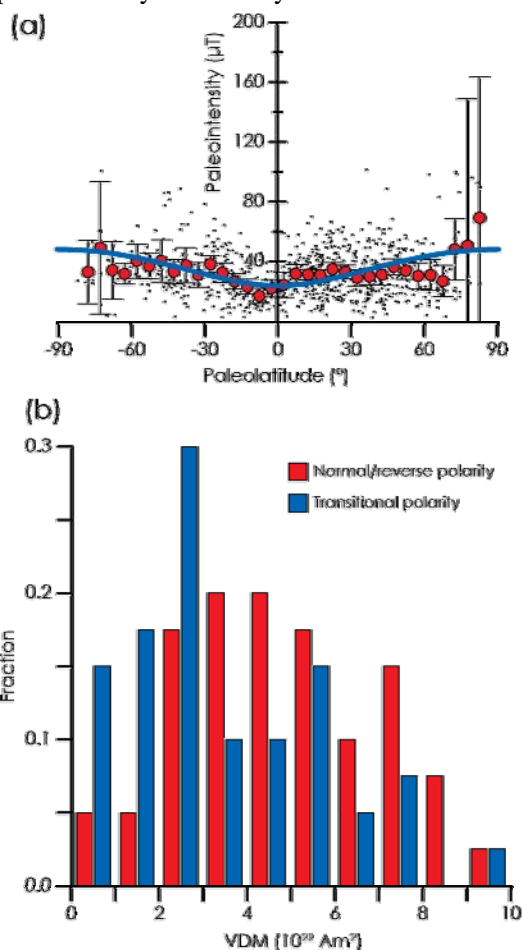 (a)
200
160
120
80
40
Paleointensity (μT)
-90 -60 -30 0 30 60 90
Paleolatitude (°)
(b)
0.3
Normal/reverse polarity
Transitional polarity
0.2
Fraction
0.1
0.0
0 2 4 6 8 10
VDM (10²² Am²)